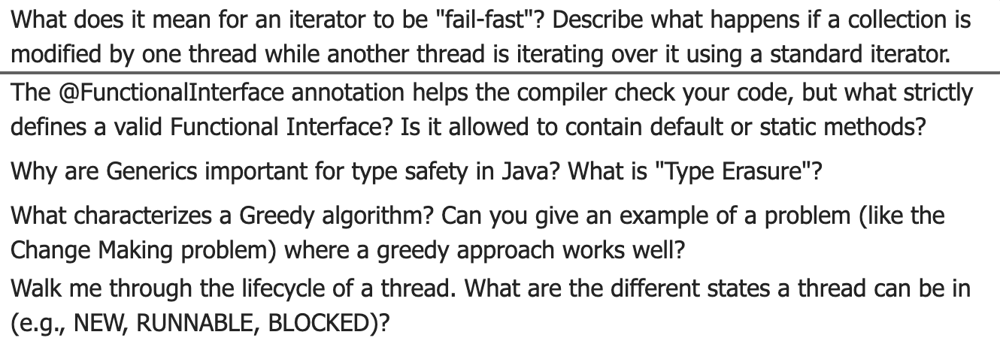 What does it mean for an iterator to be "fail-fast"? Describe what happens if a collection is
modified by one thread while another thread is iterating over it using a standard iterator.
The @FunctionalInterface annotation helps the compiler check your code, but what strictly
defines a valid Functional Interface? Is it allowed to contain default or static methods?
Why are Generics important for type safety in Java? What is "Type Erasure"?
What characterizes a Greedy algorithm? Can you give an example of a problem (like the
Change Making problem) where a greedy approach works well?
Walk me through the lifecycle of a thread. What are the different states a thread can be in
(e.g., NEW, RUNNABLE, BLOCKED)?